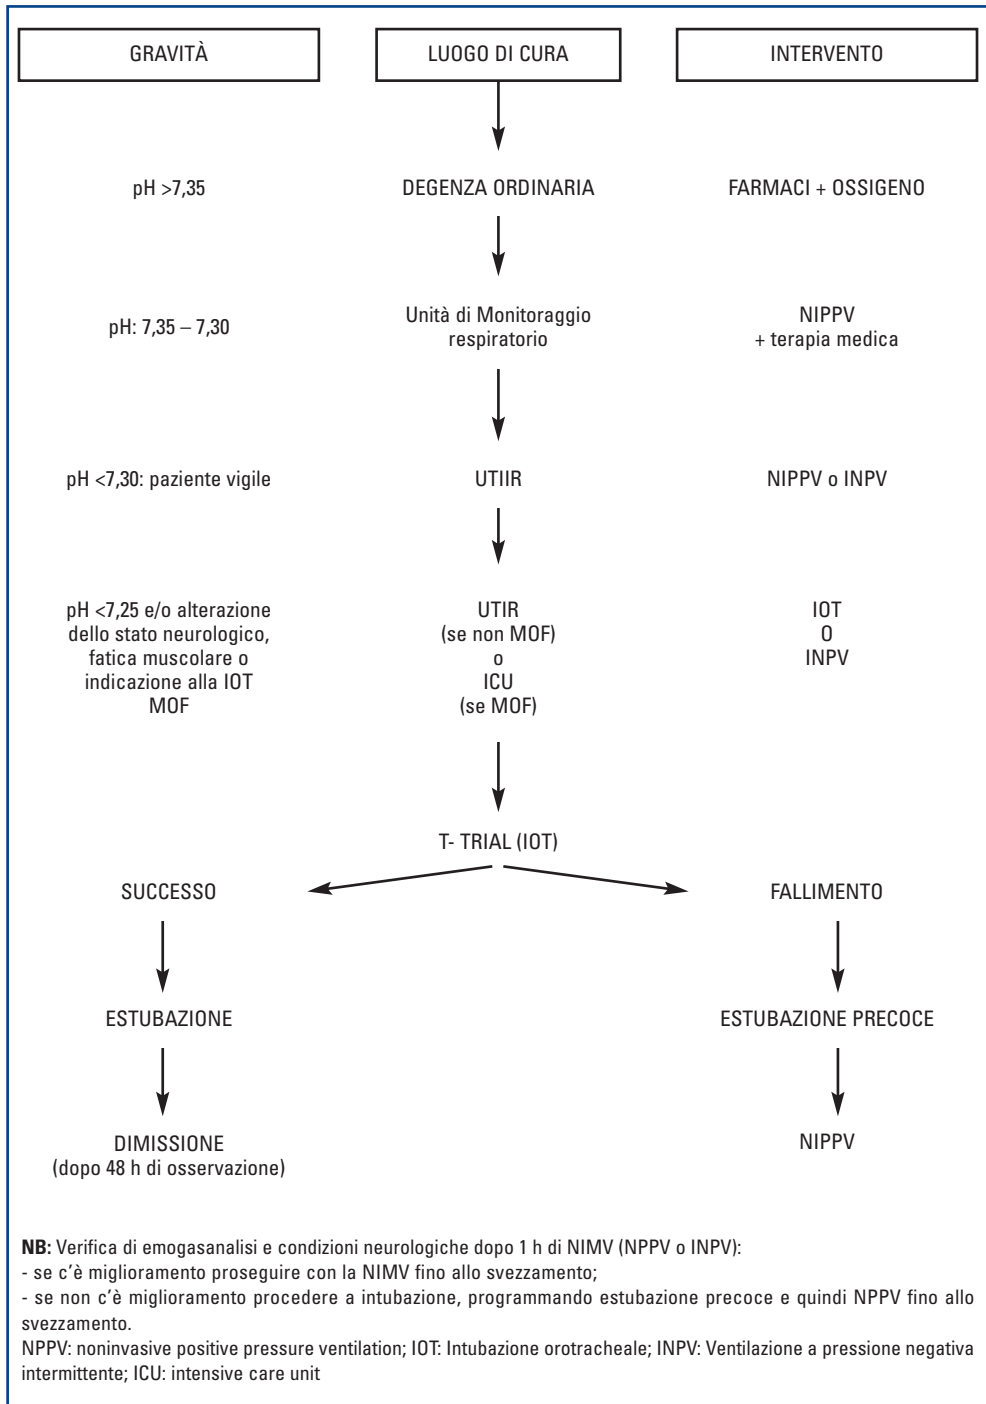 GRAVITÀ
LUOGO DI CURA
INTERVENTO
pH >7,35
DEGENZA ORDINARIA
FARMACI + OSSIGENO
pH: 7,35 – 7,30
Unità di Monitoraggio
respiratorio
NIPPV
+ terapia medica
pH <7,30: paziente vigile
UTIIR
NIPPV o INPV
pH <7,25 e/o alterazione
dello stato neurologico,
fatica muscolare o
indicazione alla IOT
MOF
UTIR
(se non MOF)
o
ICU
(se MOF)
IOT
O
INPV
T- TRIAL (IOT)
SUCCESSO
FALLIMENTO
ESTUBAZIONE
ESTUBAZIONE PRECOCE
DIMISSIONE
(dopo 48 h di osservazione)
NIPPV
NB: Verifica di emogasanalisi e condizioni neurologiche dopo 1 h di NIMV (NPPV o INPV):
- se c’è miglioramento proseguire con la NIMV fino allo svezzamento;
- se non c’è miglioramento procedere a intubazione, programmando estubazione precoce e quindi NPPV fino allo
svezzamento.
NPPV: noninvasive positive pressure ventilation; IOT: Intubazione orotracheale; INPV: Ventilazione a pressione negativa
intermittente; ICU: intensive care unit